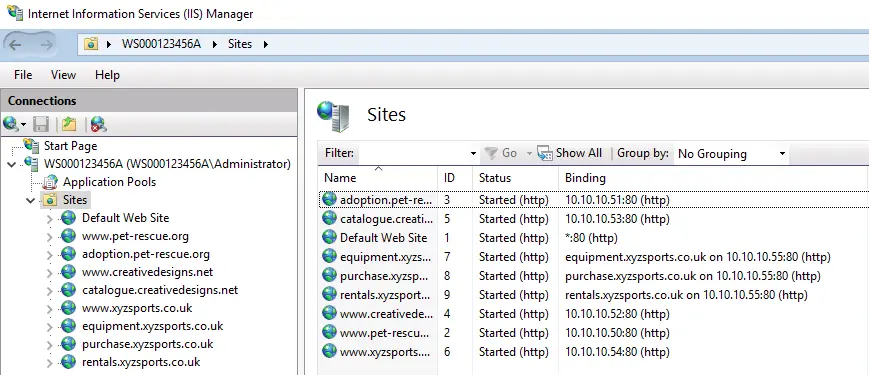 Internet Information Services (IIS) Manager
WS000123456A Sites
File View Help
Connections
Start Page
WS000123456A (WS000123456A\Administrator)
Application Pools
Sites
Default Web Site
www.pet-rescue.org
adoption.pet-rescue.org
www.creativedesigns.net
catalogue.creativedesigns.net
www.xyzsports.co.uk
equipment.xyzsports.co.uk
purchase.xyzsports.co.uk
rentals.xyzsports.co.uk
Sites
Filter: Go Show All Group by: No Grouping
Name ID Status Binding
adoption.pet-re... 3 Started (http) 10.10.10.51:80 (http)
catalogue.creati... 5 Started (http) 10.10.10.53:80 (http)
Default Web Site 1 Started (http) *:80 (http)
equipment.xyzs... 7 Started (http) equipment.xyzsports.co.uk on 10.10.10.55:80 (http)
purchase.xyzsp... 8 Started (http) purchase.xyzsports.co.uk on 10.10.10.55:80 (http)
rentals.xyzsport... 9 Started (http) rentals.xyzsports.co.uk on 10.10.10.55:80 (http)
www.creativede... 4 Started (http) 10.10.10.52:80 (http)
www.pet-rescu... 2 Started (http) 10.10.10.50:80 (http)
www.xyzsports.... 6 Started (http) 10.10.10.54:80 (http)